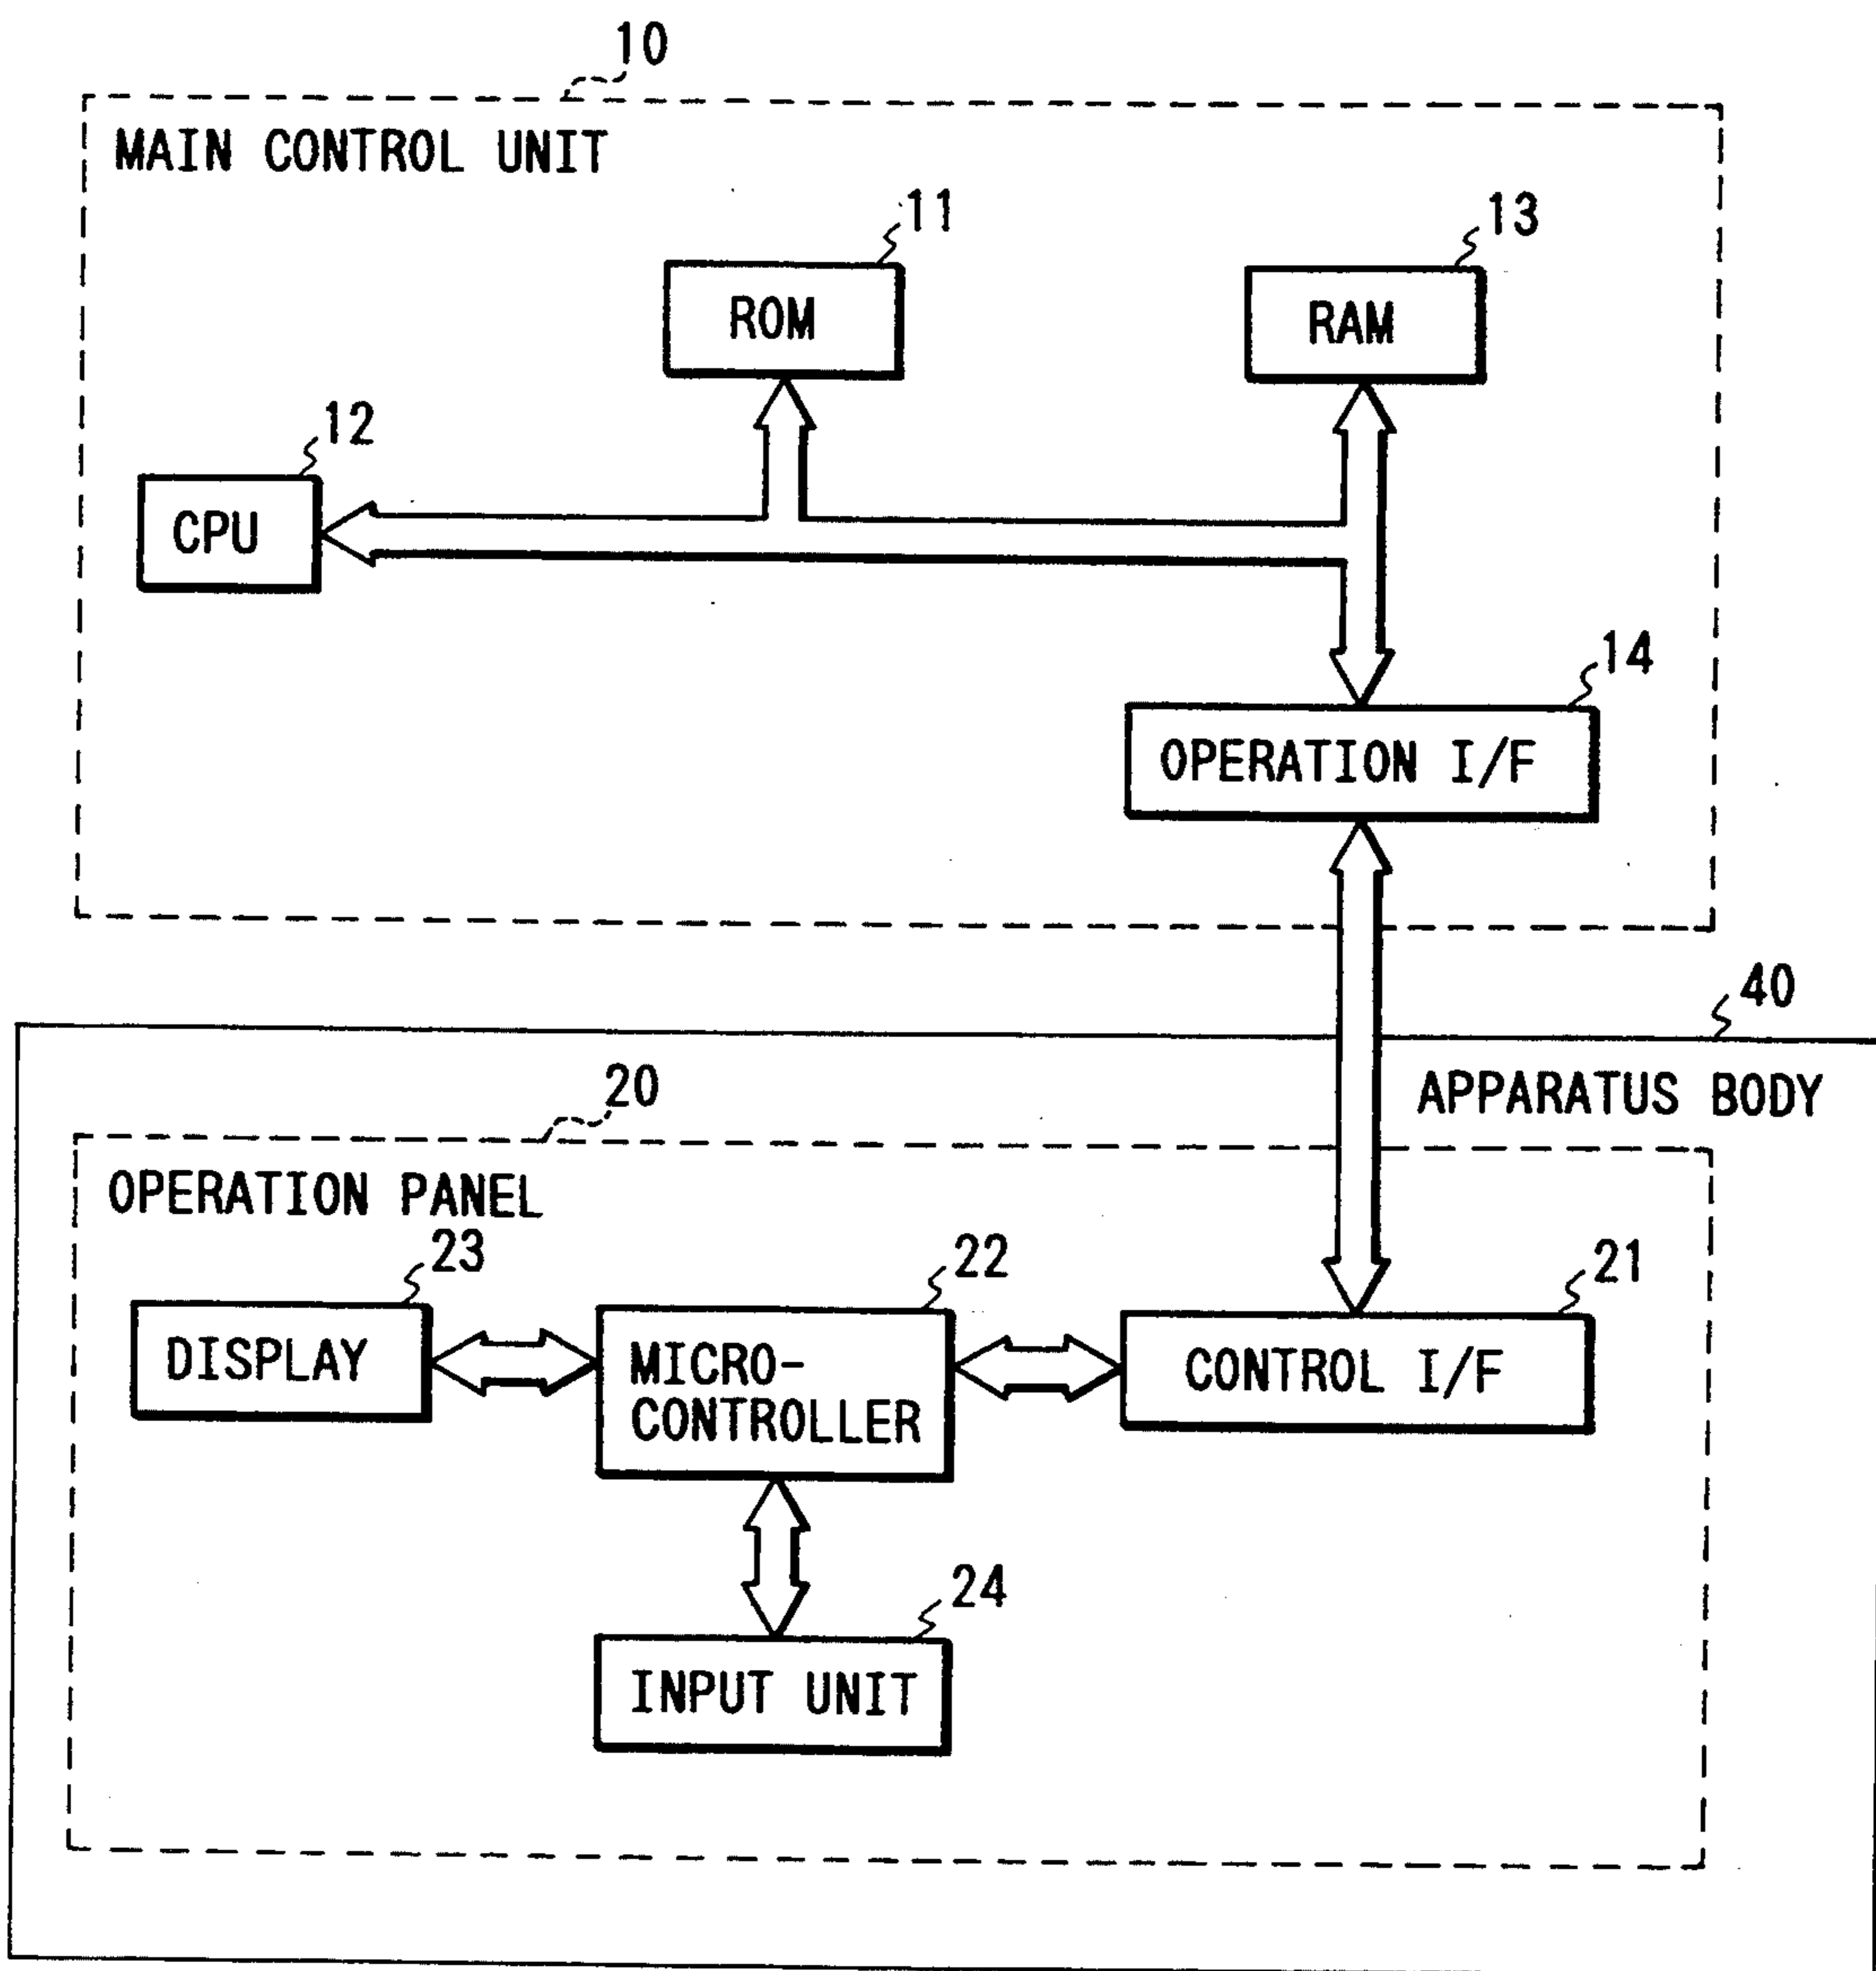 10
MAIN CONTROL UNIT
11
13
ROM
RAM
12
CPU
14
OPERATION I/F
40
APPARATUS BODY
20
OPERATION PANEL
23
22
21
DISPLAY
MICRO-
CONTROLLER
CONTROL I/F
24
INPUT UNIT